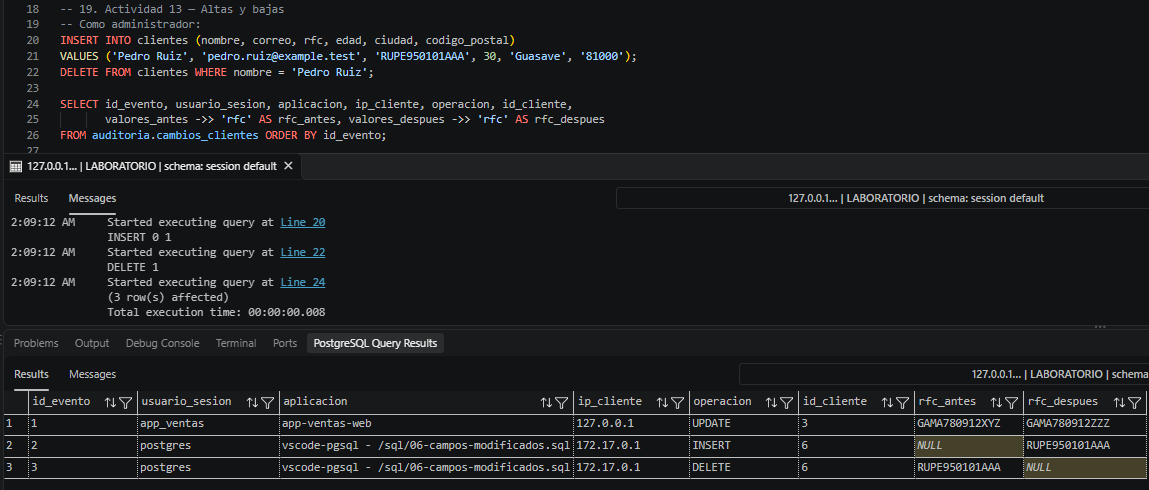 18 -- 19. Actividad 13 — Altas y bajas
19 -- Como administrador:
20 INSERT INTO clientes (nombre, correo, rfc, edad, ciudad, codigo_postal)
21 VALUES ('Pedro Ruiz', 'pedro.ruiz@example.test', 'RUPE950101AAA', 30, 'Guasave', '81000');
22 DELETE FROM clientes WHERE nombre = 'Pedro Ruiz';
23
24 SELECT id_evento, usuario_sesion, aplicacion, ip_cliente, operacion, id_cliente,
25 valores_antes ->> 'rfc' AS rfc_antes, valores_despues ->> 'rfc' AS rfc_despues
26 FROM auditoria.cambios_clientes ORDER BY id_evento;
27
127.0.0.1... | LABORATORIO | schema: session default
Results Messages 127.0.0.1... | LABORATORIO | schema: session default
2:09:12 AM Started executing query at Line 20
INSERT 0 1
2:09:12 AM Started executing query at Line 22
DELETE 1
2:09:12 AM Started executing query at Line 24
(3 row(s) affected)
Total execution time: 00:00:00.008
Problems Output Debug Console Terminal Ports PostgreSQL Query Results
Results Messages 127.0.0.1... | LABORATORIO | schema
id_evento usuario_sesion aplicacion ip_cliente operacion id_cliente rfc_antes rfc_despues
1 1 app_ventas app-ventas-web 127.0.0.1 UPDATE 3 GAMA780912XYZ GAMA780912ZZZ
2 2 postgres vscode-pgsql - /sql/06-campos-modificados.sql 172.17.0.1 INSERT 6 NULL RUPE950101AAA
3 3 postgres vscode-pgsql - /sql/06-campos-modificados.sql 172.17.0.1 DELETE 6 RUPE950101AAA NULL